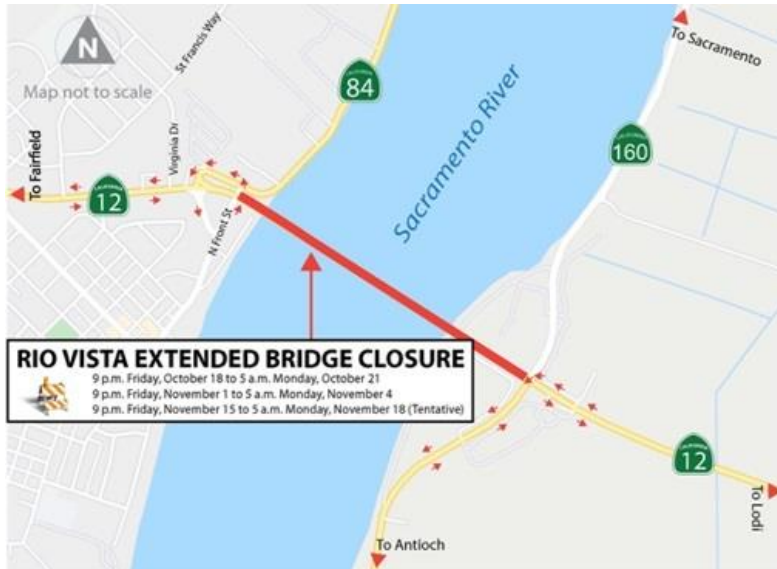 N
Map not to scale
St Francis Way
Virginia Dr
N Front St
To Fairfield
CALIFORNIA
12
84
Sacramento River
To Sacramento
CALIFORNIA
160
RIO VISTA EXTENDED BRIDGE CLOSURE
9 p.m. Friday, October 18 to 5 a.m. Monday, October 21
9 p.m. Friday, November 1 to 5 a.m. Monday, November 4
9 p.m. Friday, November 15 to 5 a.m. Monday, November 18 (Tentative)
12
To Lodi
To Antioch